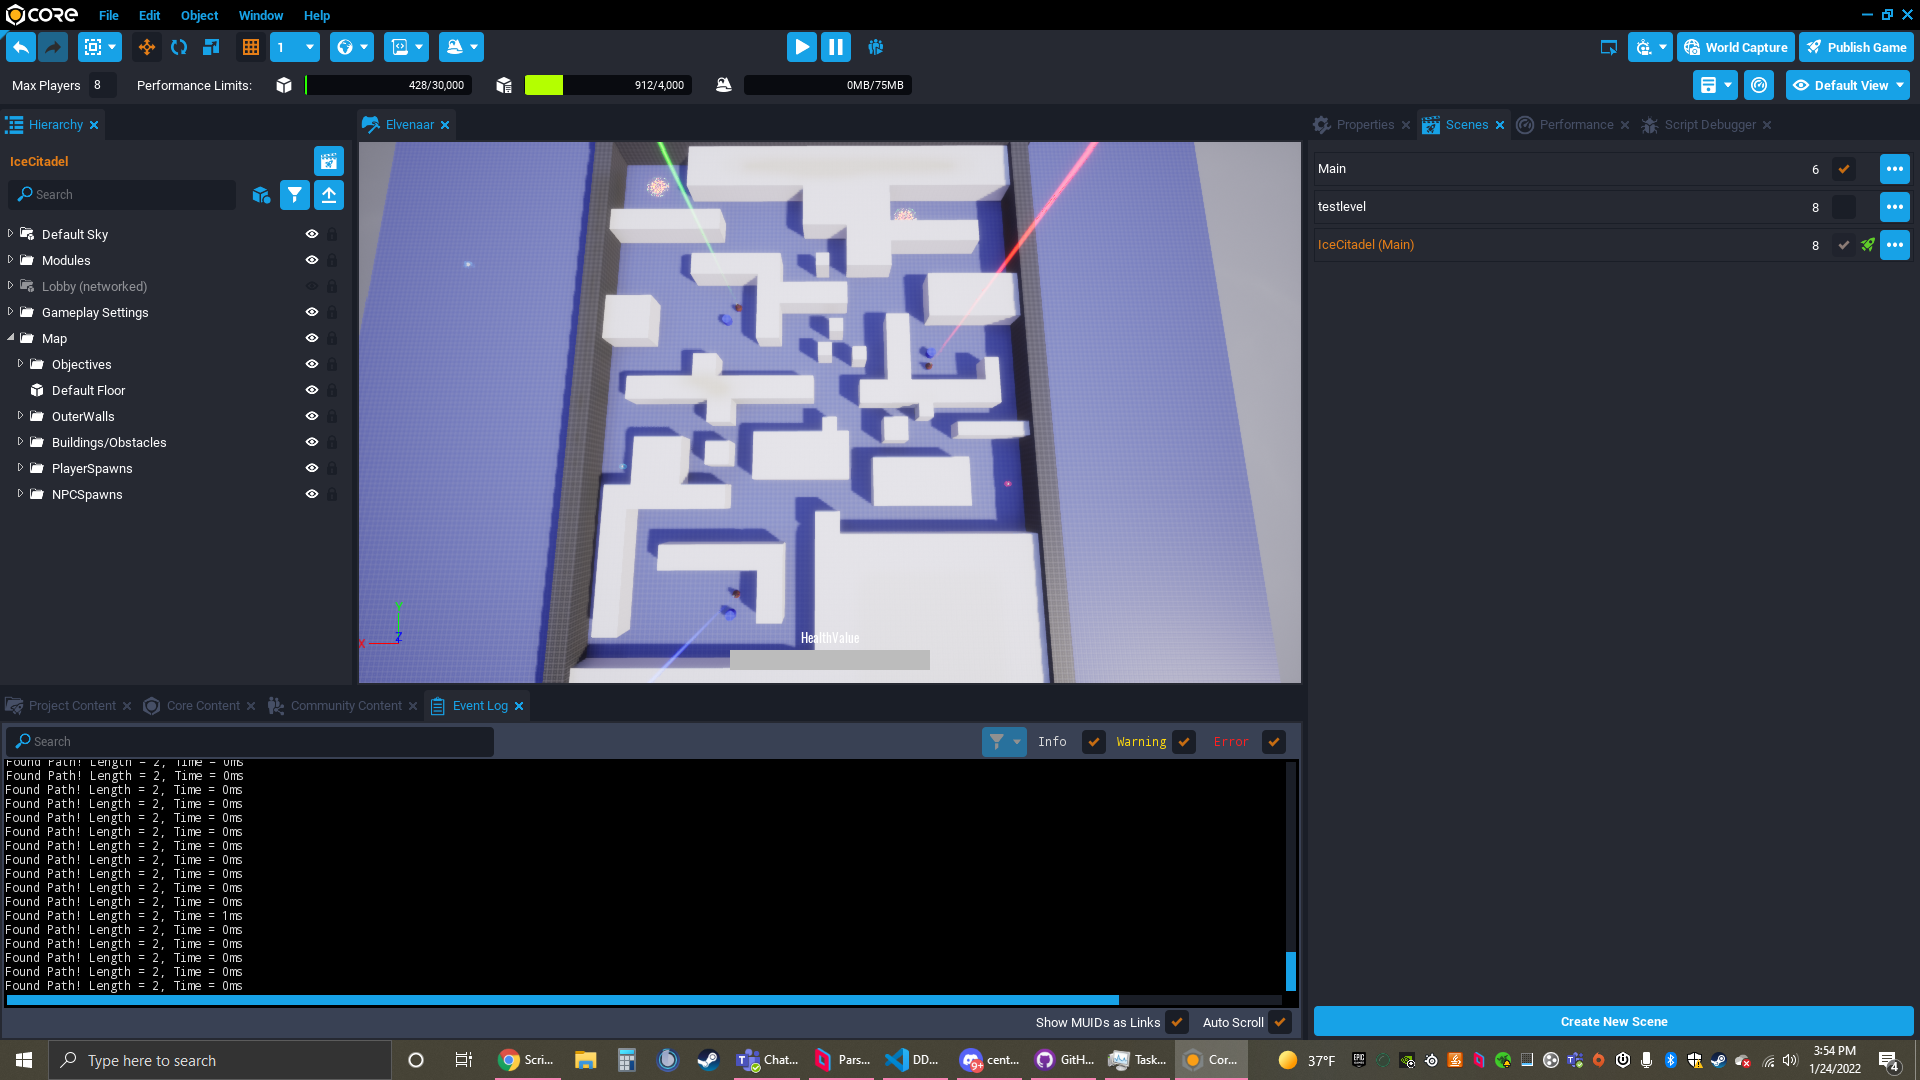 CORE File Edit Object Window Help
1 World Capture Publish Game
Max Players 8 Performance Limits: 428/30,000 912/4,000 0MB/75MB Default View
Hierarchy Elvenaar Properties Scenes Performance Script Debugger
IceCitadel
Search
Main 6
testlevel 8
IceCitadel (Main) 8
Default Sky
Modules
Lobby (networked)
Gameplay Settings
Map
Objectives
Default Floor
OuterWalls
Buildings/Obstacles
PlayerSpawns
NPCSpawns
Y
X Z
HealthValue
Project Content Core Content Community Content Event Log
Search Info Warning Error
Found Path! Length = 2, Time = 0ms
Found Path! Length = 2, Time = 0ms
Found Path! Length = 2, Time = 0ms
Found Path! Length = 2, Time = 0ms
Found Path! Length = 2, Time = 0ms
Found Path! Length = 2, Time = 0ms
Found Path! Length = 2, Time = 0ms
Found Path! Length = 2, Time = 0ms
Found Path! Length = 2, Time = 0ms
Found Path! Length = 2, Time = 0ms
Found Path! Length = 2, Time = 0ms
Found Path! Length = 2, Time = 1ms
Found Path! Length = 2, Time = 0ms
Found Path! Length = 2, Time = 0ms
Found Path! Length = 2, Time = 0ms
Found Path! Length = 2, Time = 0ms
Found Path! Length = 2, Time = 0ms
Show MUIDs as Links Auto Scroll
Create New Scene
Type here to search Scri... Chat... Pars... DD... 9+ cent... GitH... Task... Cor... 37°F 3:54 PM
1/24/2022 4